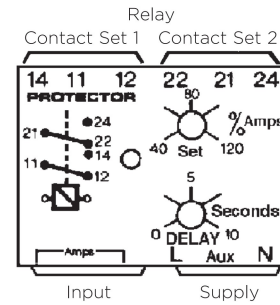 Relay
Contact Set 1 Contact Set 2
14 11 12 22 21 24
PROTECTOR
80
24
21
22
14
11
12
% Amps
40 Set 120
5
Seconds
0 DELAY 10
Amps
L Aux N
Input Supply